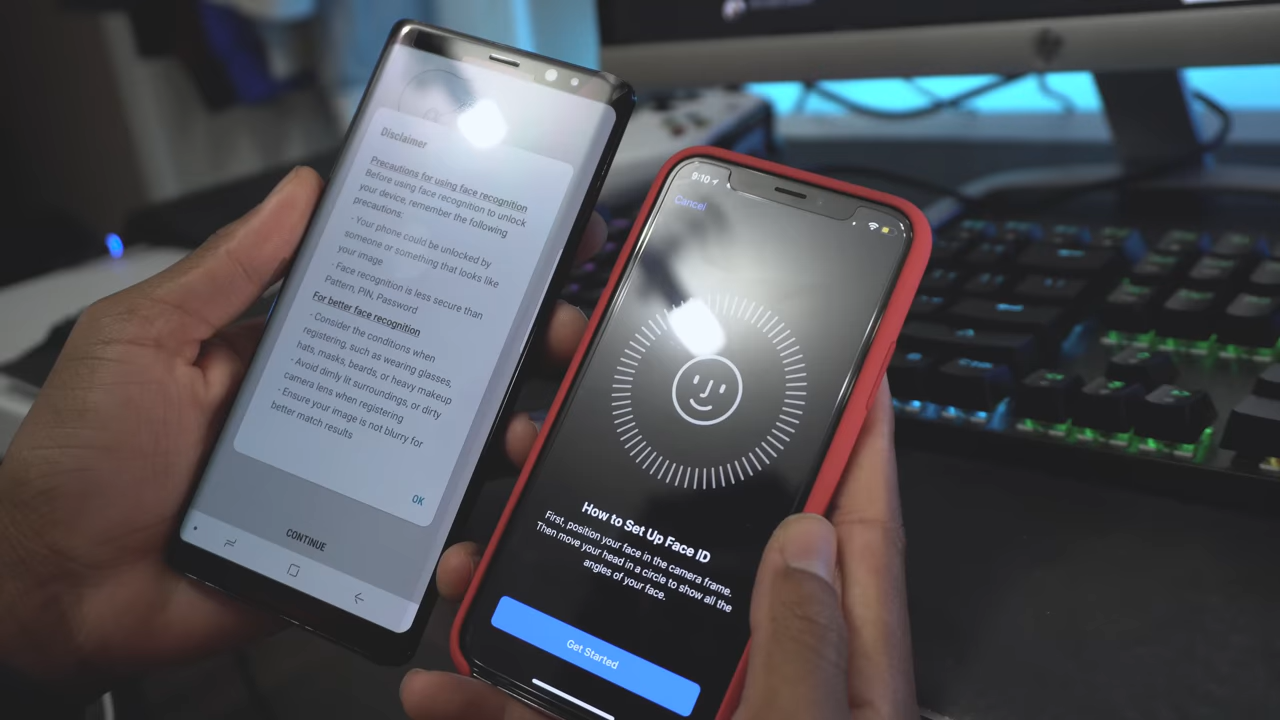 Disclaimer
Precautions for using face recognition
Before using face recognition to unlock
your device, remember the following
precautions:
- Your phone could be unlocked by
someone or something that looks like
your image
- Face recognition is less secure than
Pattern, PIN, Password
For better face recognition
- Consider the conditions when
registering, such as wearing glasses,
hats, masks, beards, or heavy makeup
- Avoid dimly lit surroundings, or dirty
camera lens when registering
- Ensure your image is not blurry for
better match results
OK
CONTINUE
9:10
Cancel
How to Set Up Face ID
First, position your face in the camera frame.
Then move your head in a circle to show all the
angles of your face.
Get Started